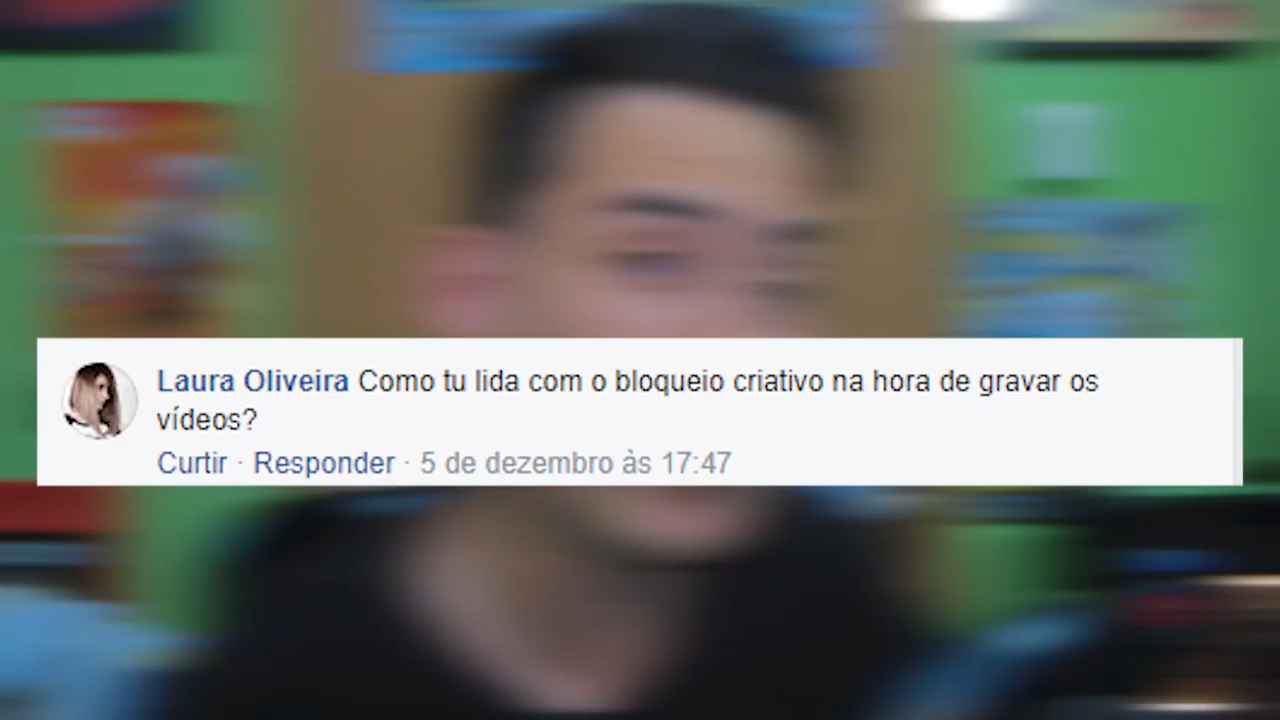 Laura Oliveira Como tu lida com o bloqueio criativo na hora de gravar os
vídeos?
Curtir · Responder · 5 de dezembro às 17:47